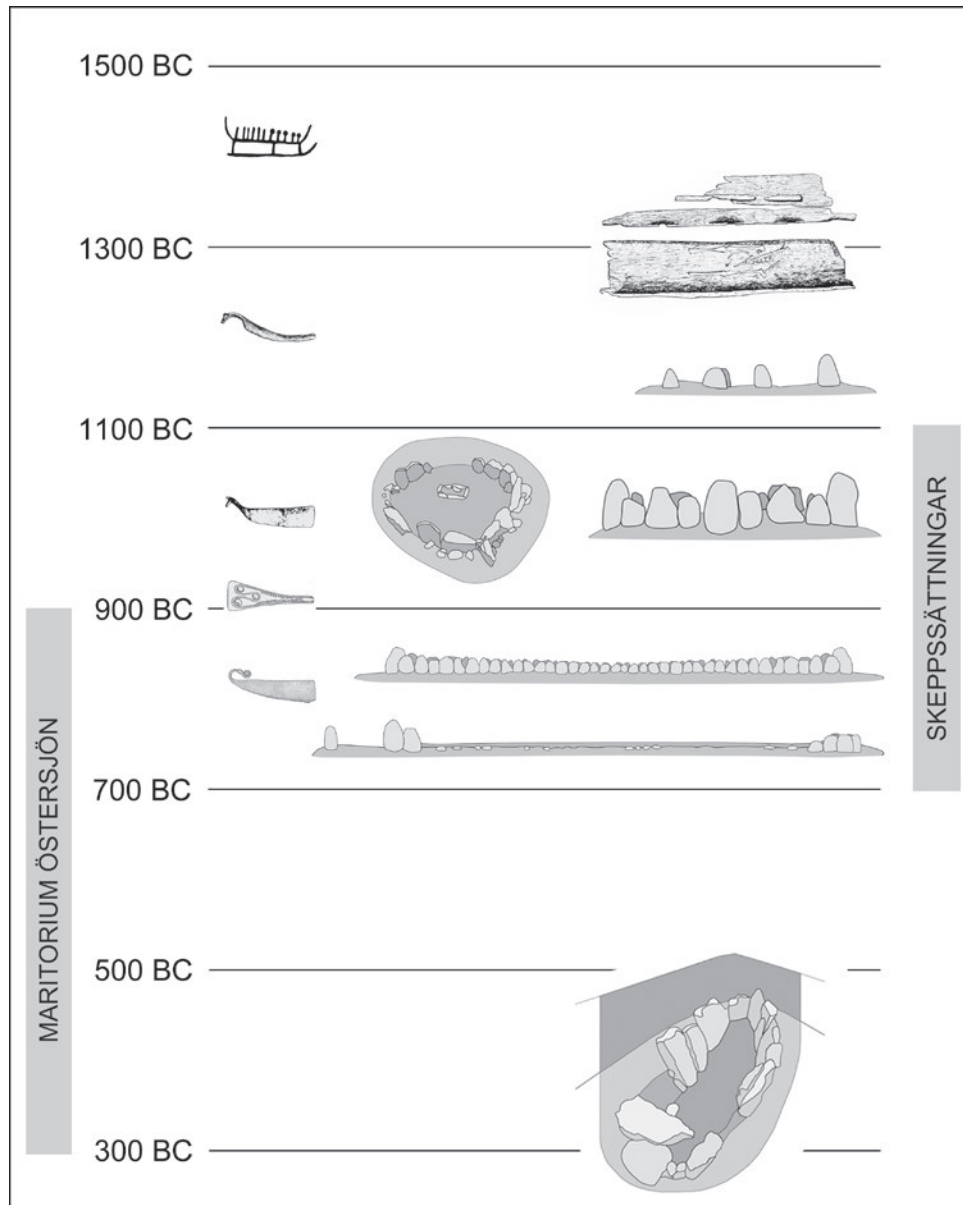 1500 BC
1300 BC
1100 BC
900 BC
700 BC
500 BC
300 BC
MARITORIUM ÖSTERSJÖN
SKEPPSSÄTTNINGAR